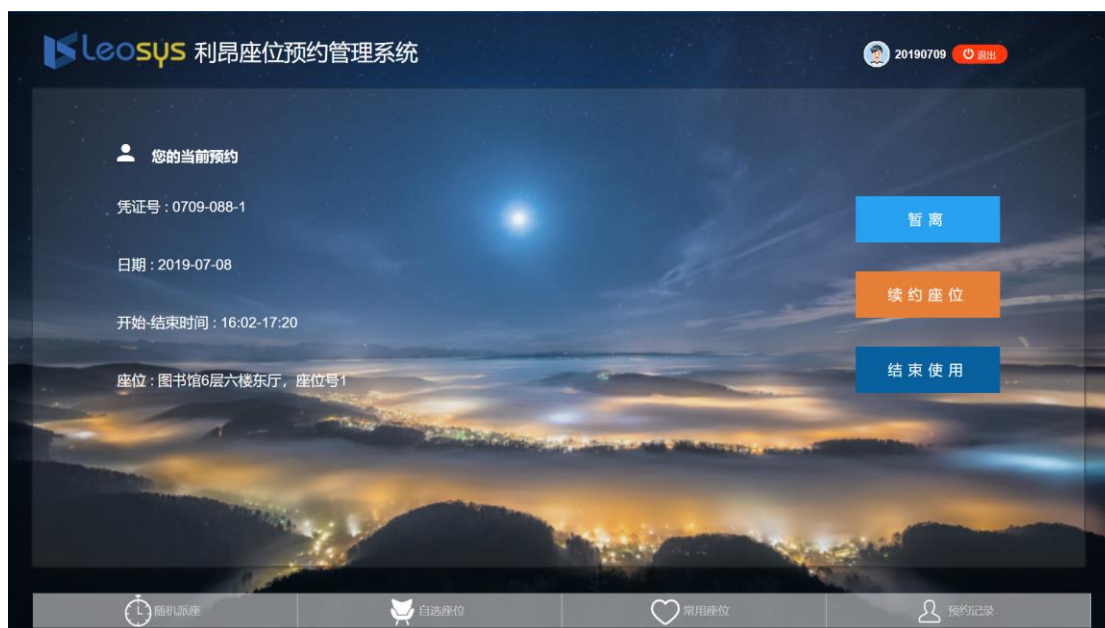 Leosys 利昂座位预约管理系统
20190709 退出
您的当前预约
凭证号 : 0709-088-1
日期 : 2019-07-08
开始-结束时间 : 16:02-17:20
座位 : 图书馆6层六楼东厅，座位号1
暂离
续约座位
结束使用
随机派座 自选座位 常用座位 预约记录